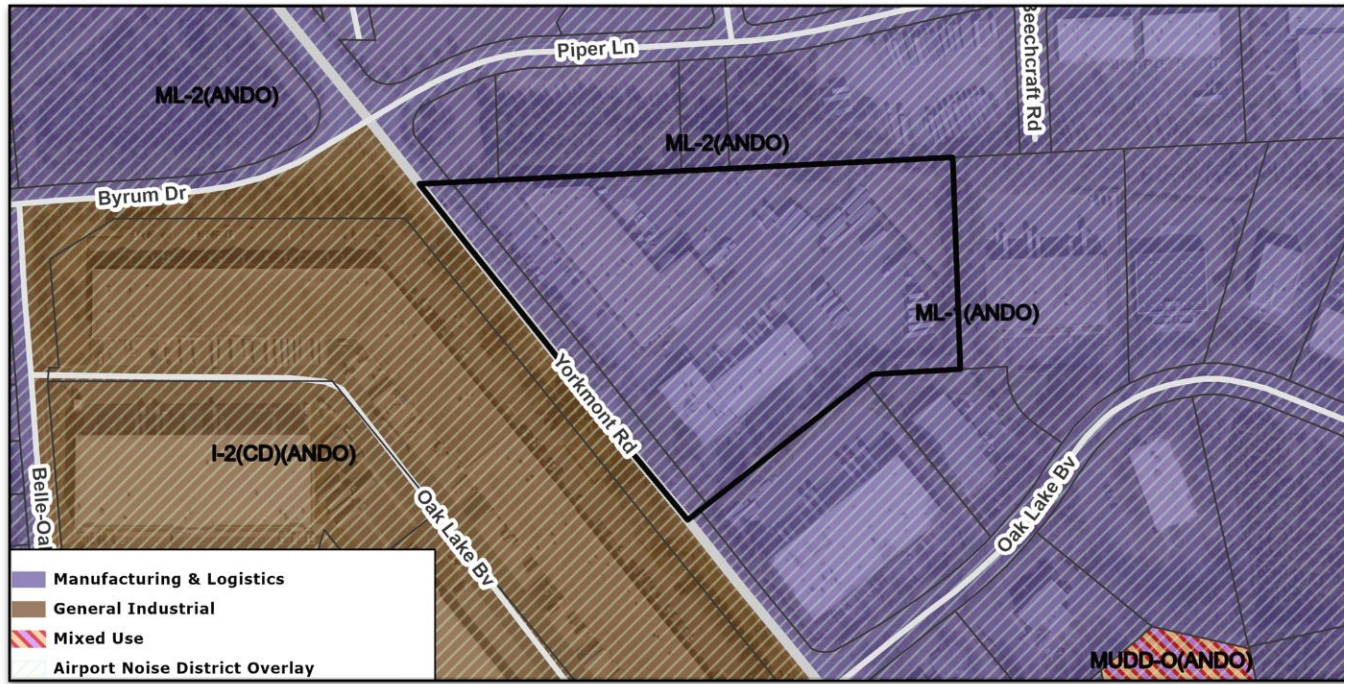 Piper Ln
Beechcraft Rd
ML-2(ANDO)
ML-2(ANDO)
Byrum Dr
ML-1(ANDO)
Yorkmont Rd
I-2(CD)(ANDO)
Belle-Oa
Oak Lake Bv
Oak Lake Bv
Manufacturing & Logistics
General Industrial
Mixed Use
Airport Noise District Overlay
MUDD-O(ANDO)